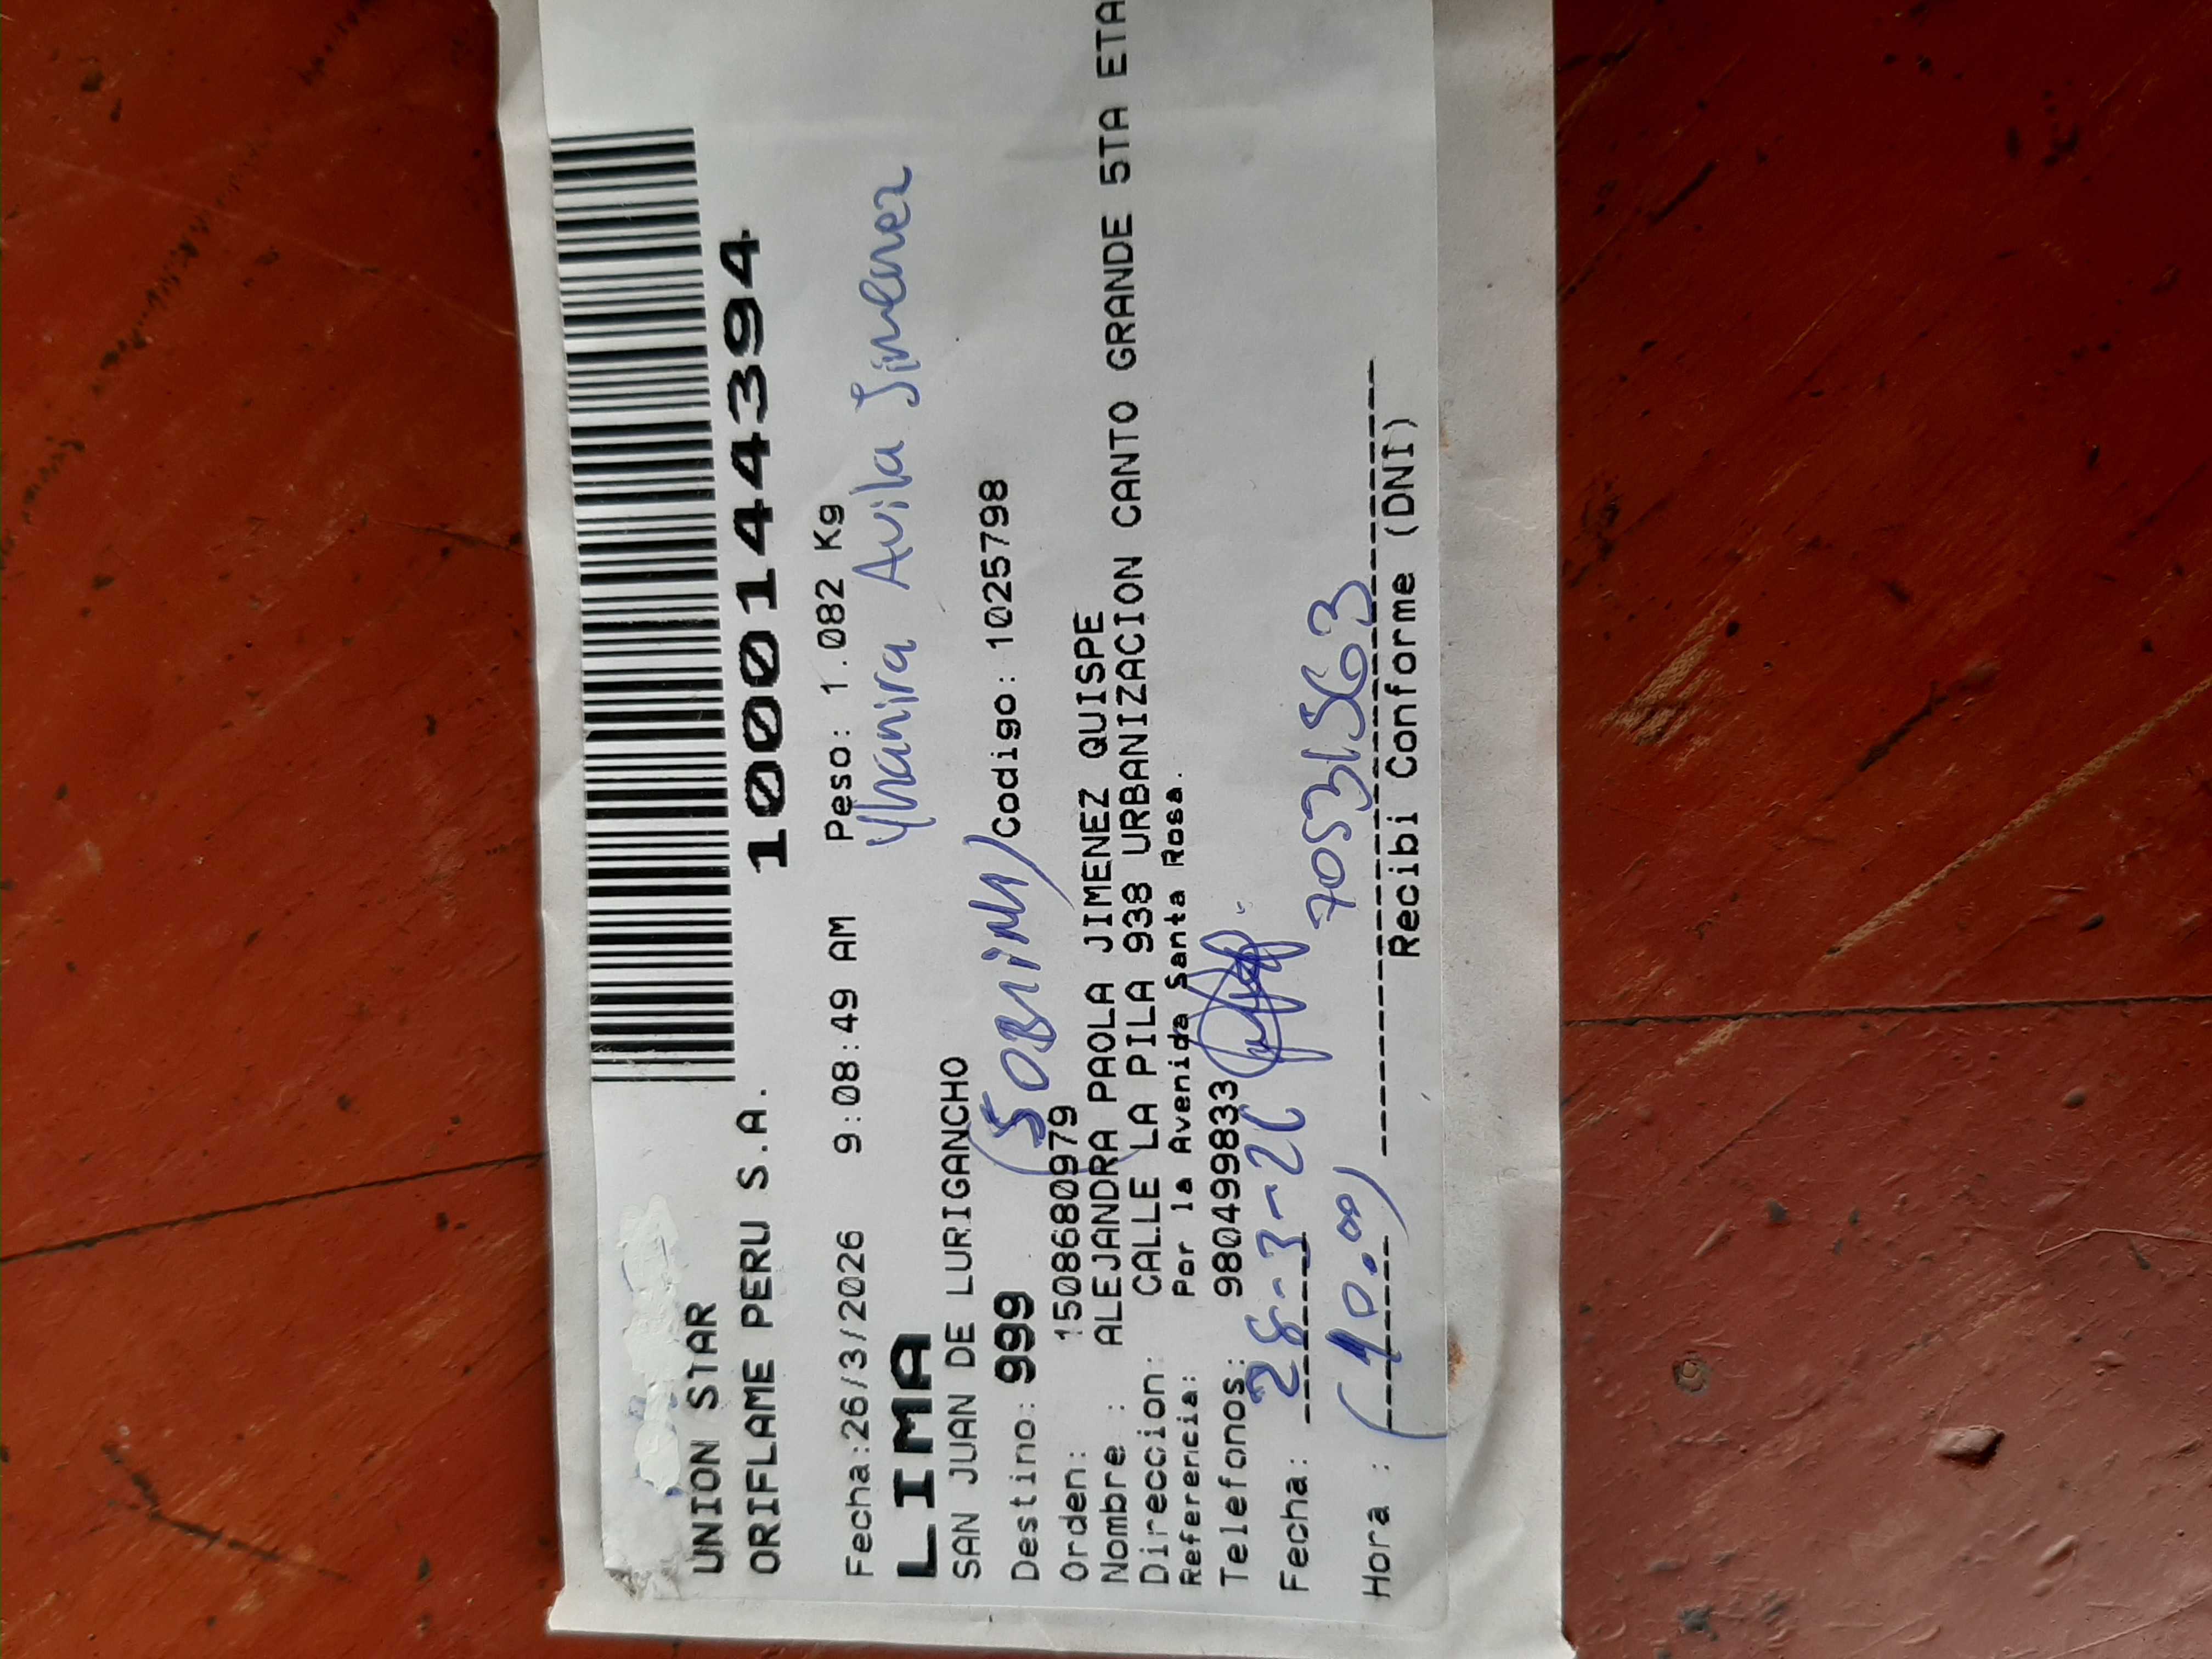 UNION STAR
ORIFLAME PERU S.A.
1000144394
Fecha:26/3/2026 9:08:49 AM Peso: 1.082 Kg
LIMA
Yhanira Avila Jimenez
SAN JUAN DE LURIGANCHO
Destino: 999 (SOBRINA) Codigo: 1025798
Orden: 150868809979
Nombre : ALEJANDRA PAOLA JIMENEZ QUISPE
Direccion: CALLE LA PILA 938 URBANIZACION CANTO GRANDE 5TA ETA
Referencia: Por la Avenida Santa Rosa.
Telefonos: 980499833
Fecha: 28-3-26
70531563
Hora : (10.00)
Recibi Conforme (DNI)